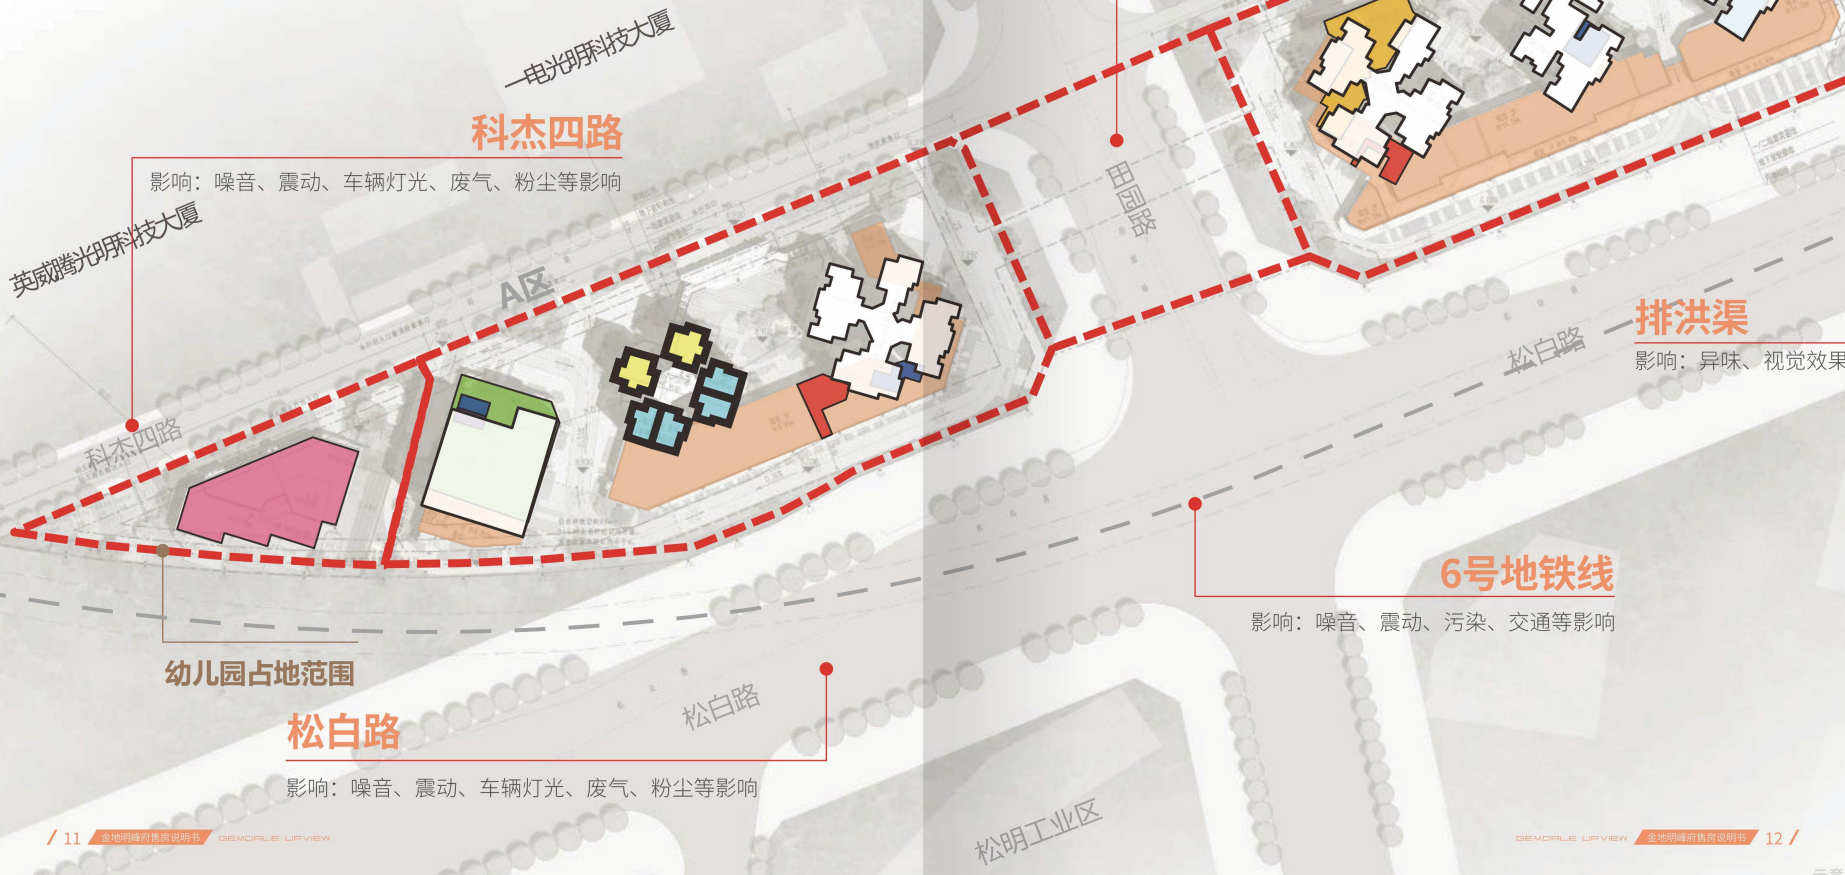 一电光明科技大厦
科杰四路
影响：噪音、震动、车辆灯光、废气、粉尘等影响
英威腾光明科技大厦
A区
田园路
排洪渠
影响：异味、视觉效果
松白路
科杰四路
6号地铁线
影响：噪音、震动、污染、交通等影响
幼儿园占地范围
松白路
松白路
影响：噪音、震动、车辆灯光、废气、粉尘等影响
松明工业区
/ 11 金地明峰府售房说明书 GEMDALE UPVIEW
GEMDALE UPVIEW 金地明峰府售房说明书 12 /